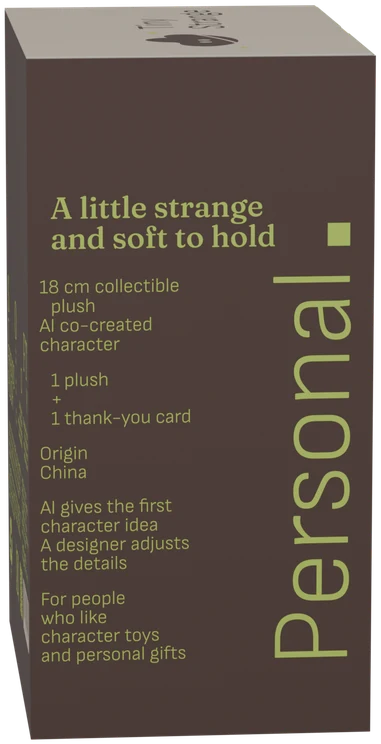 Tiny
strange
A little strange
and soft to hold
18 cm collectible
plush
AI co-created
character
1 plush
+
1 thank-you card
Origin
China
AI gives the first
character idea
A designer adjusts
the details
For people
who like
character toys
and personal gifts
Personal.